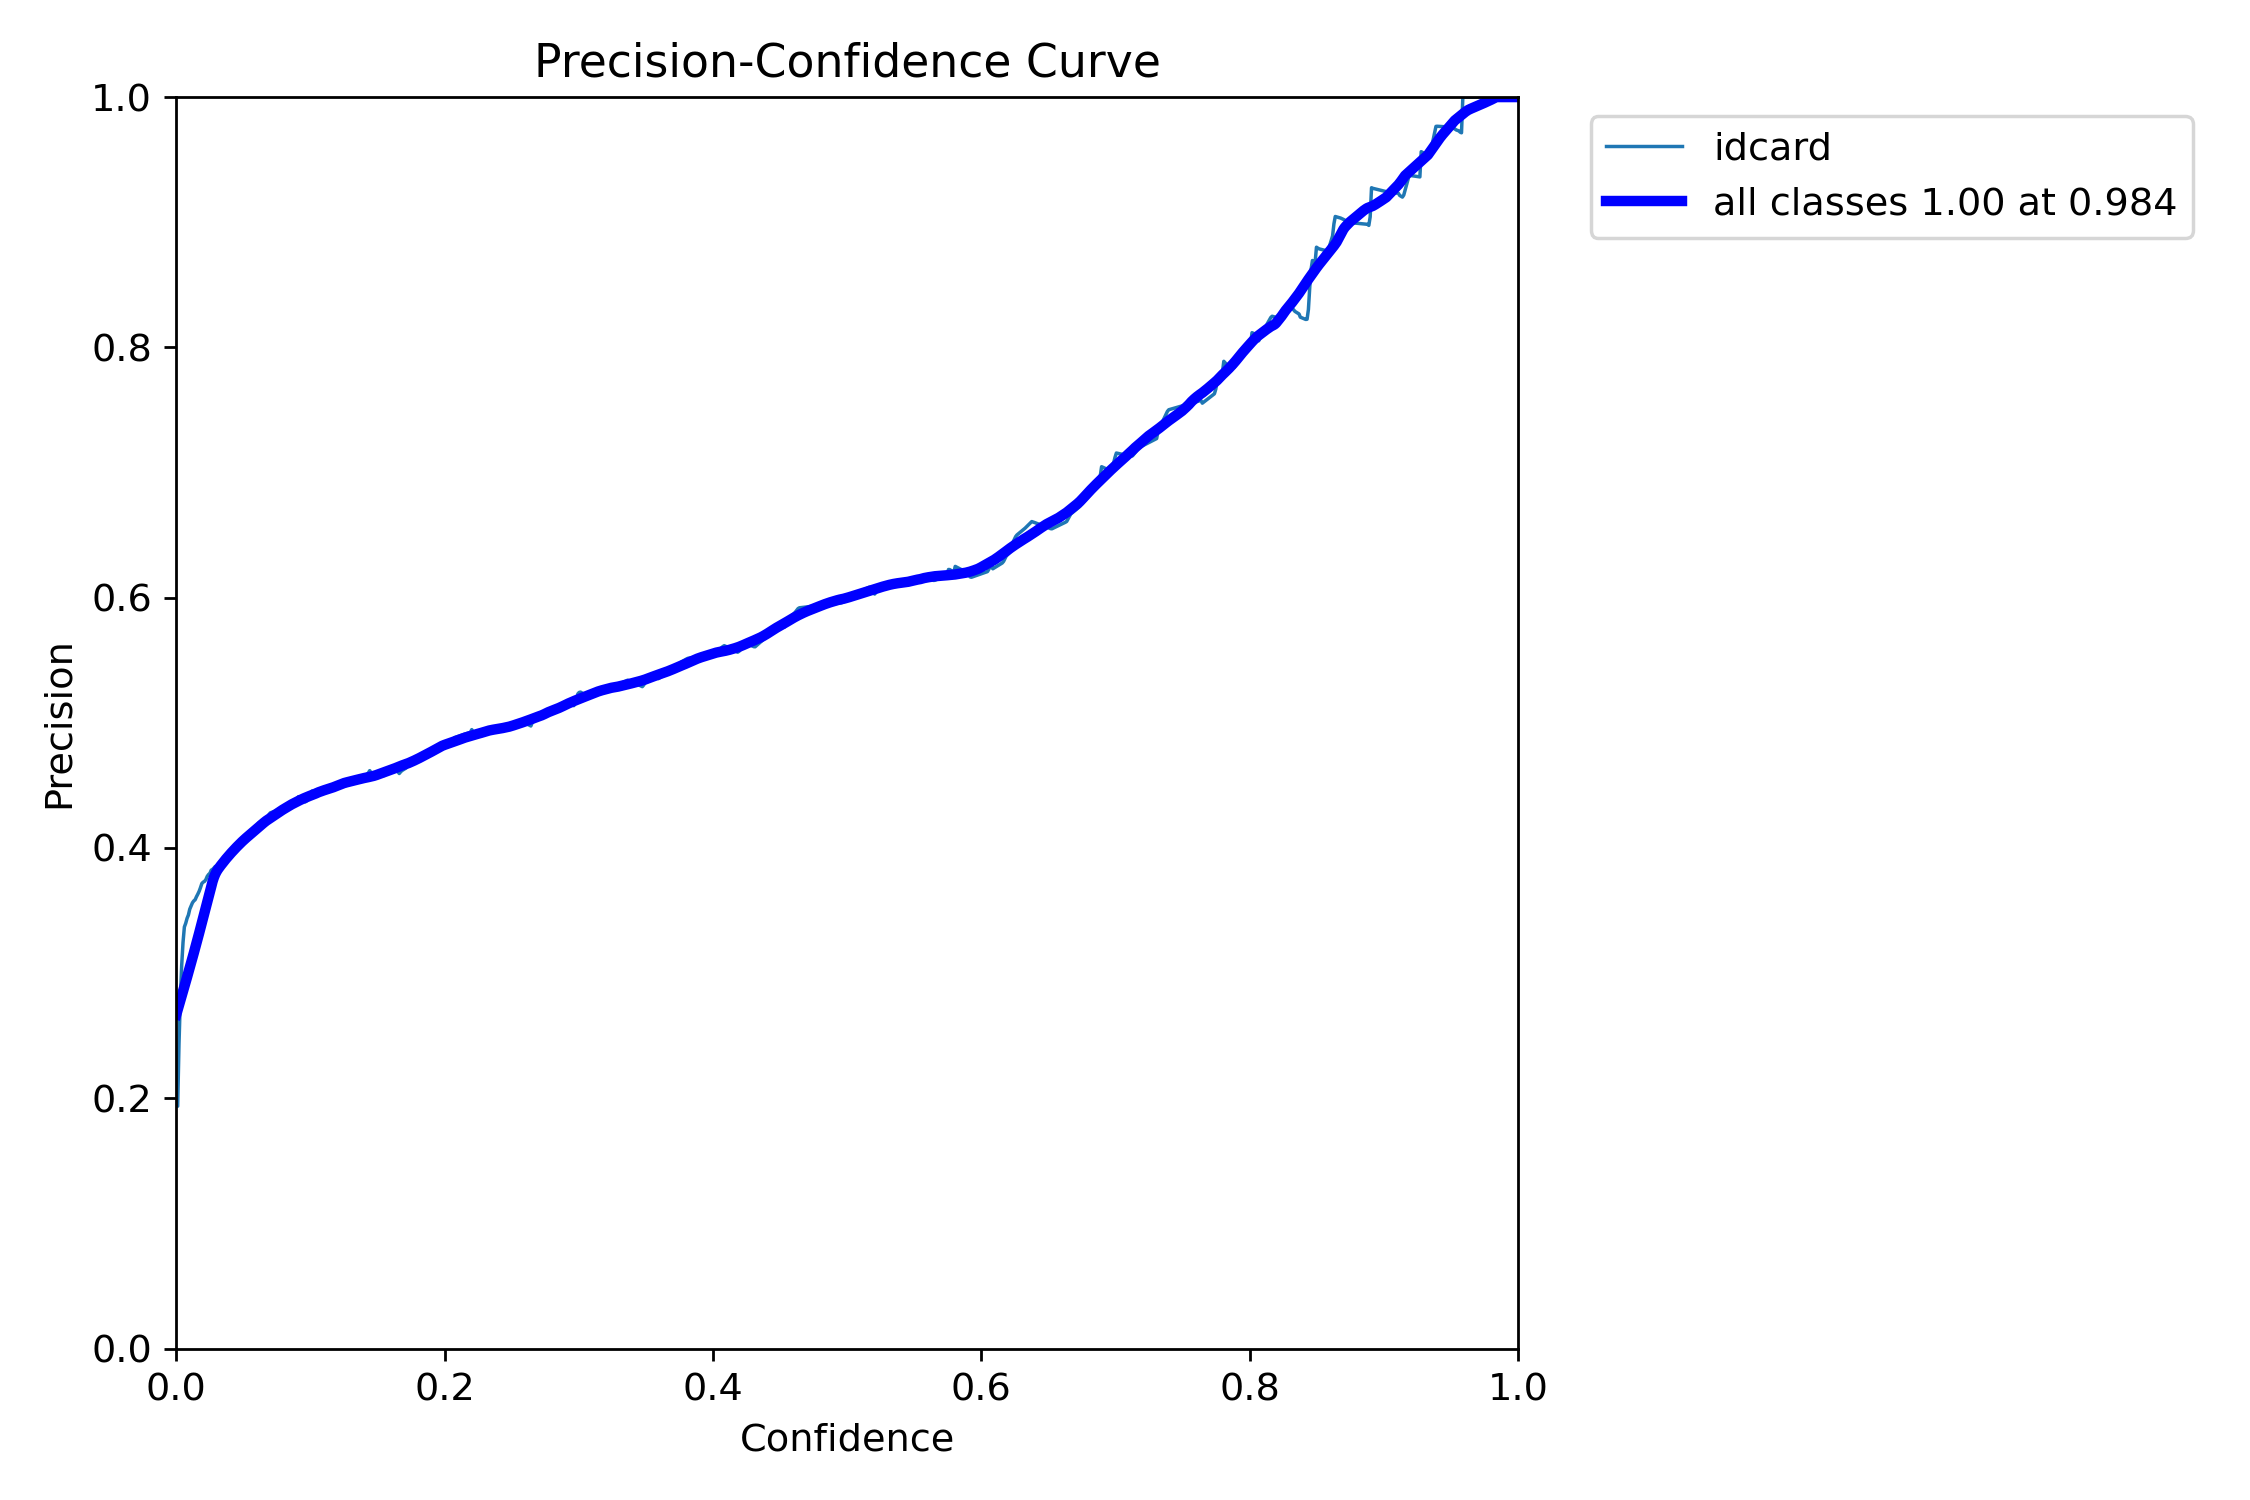 Precision-Confidence Curve
1.0
0.8
0.6
0.4
0.2
0.0
Precision
0.0 0.2 0.4 0.6 0.8 1.0
Confidence
idcard
all classes 1.00 at 0.984